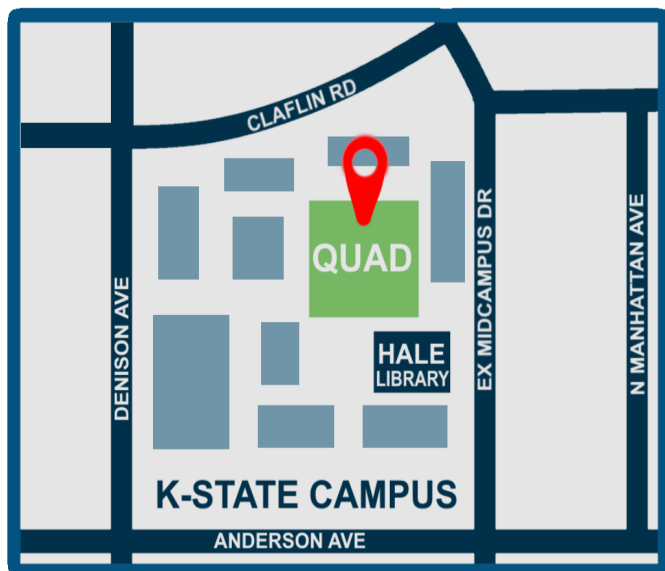 CLAFLIN RD
QUAD
DENISON AVE
EX MIDCAMPUS DR
N MANHATTAN AVE
HALE
LIBRARY
K-STATE CAMPUS
ANDERSON AVE